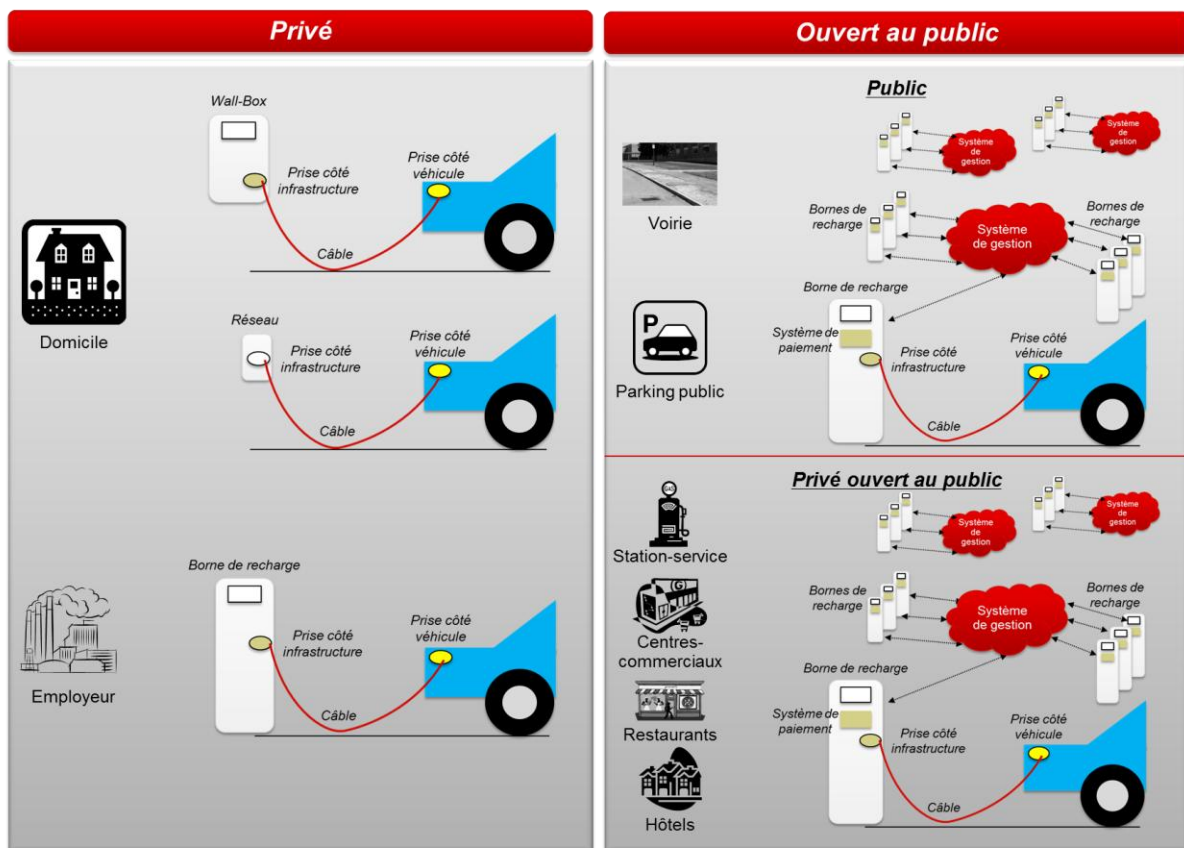 Privé
Wall-Box
Prise côté
infrastructure
Prise côté
véhicule
Câble
Domicile
Réseau
Prise côté
infrastructure
Prise côté
véhicule
Câble
Borne de recharge
Prise côté
infrastructure
Prise côté
véhicule
Câble
Employeur
Ouvert au public
Public
Système
de
gestion
Système
de
gestion
Voirie
Bornes de
recharge
Système
de gestion
Bornes de
recharge
Borne de recharge
P
Système de
paiement
Prise côté
infrastructure
Prise côté
véhicule
Parking public
Câble
Privé ouvert au public
Système
de
gestion
Système
de
gestion
Station-service
Bornes de
recharge
Système
de gestion
Bornes de
recharge
Centres-
commerciaux
Borne de recharge
Système de
paiement
Prise côté
infrastructure
Prise côté
véhicule
Restaurants
Câble
Hôtels